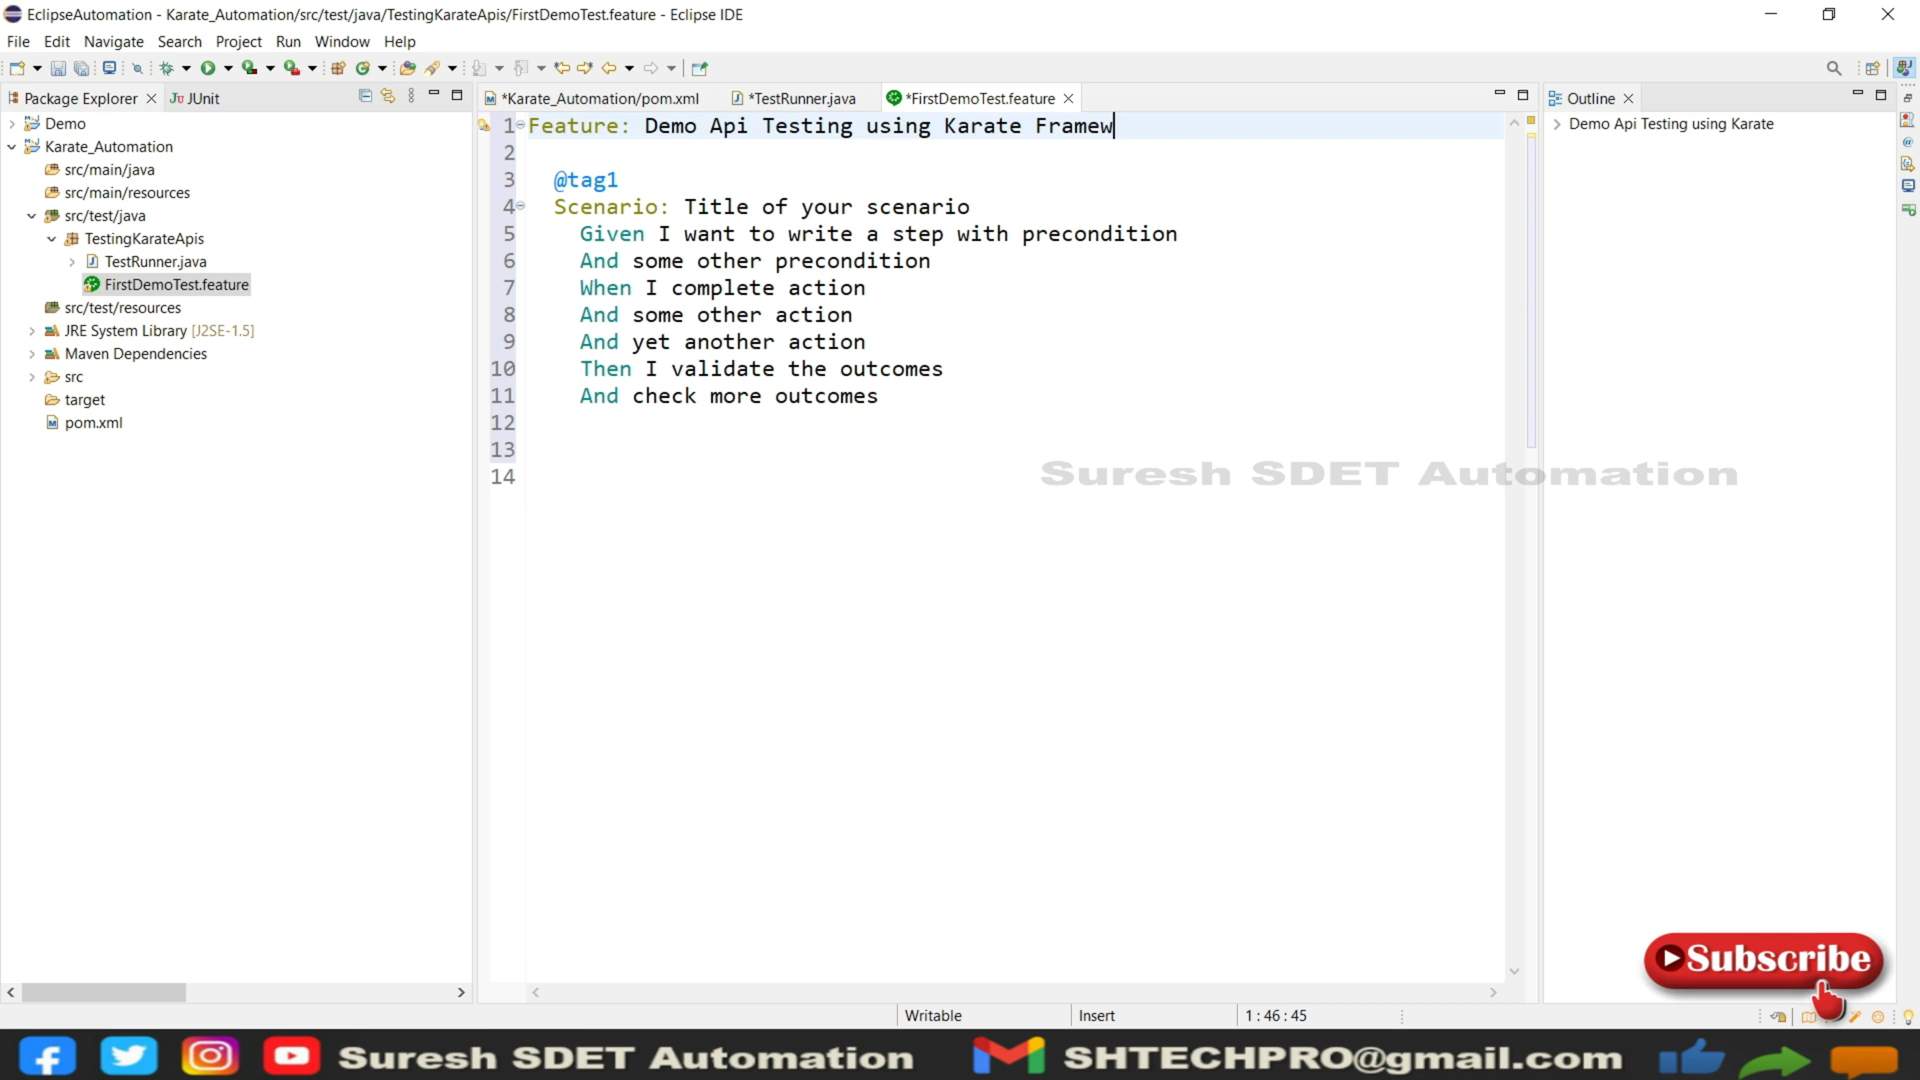 EclipseAutomation - Karate_Automation/src/test/java/TestingKarateApis/FirstDemoTest.feature - Eclipse IDE
File Edit Navigate Search Project Run Window Help
Package Explorer JUnit
*Karate_Automation/pom.xml *TestRunner.java *FirstDemoTest.feature
Outline
Demo
Karate_Automation
src/main/java
src/main/resources
src/test/java
TestingKarateApis
TestRunner.java
FirstDemoTest.feature
src/test/resources
JRE System Library [J2SE-1.5]
Maven Dependencies
src
target
pom.xml
1 Feature: Demo Api Testing using Karate Framew
2
3 @tag1
4 Scenario: Title of your scenario
5 Given I want to write a step with precondition
6 And some other precondition
7 When I complete action
8 And some other action
9 And yet another action
10 Then I validate the outcomes
11 And check more outcomes
12
13
14
Demo Api Testing using Karate
Suresh SDET Automation
Subscribe
Writable Insert 1 : 46 : 45
Suresh SDET Automation SHTECHPRO@gmail.com